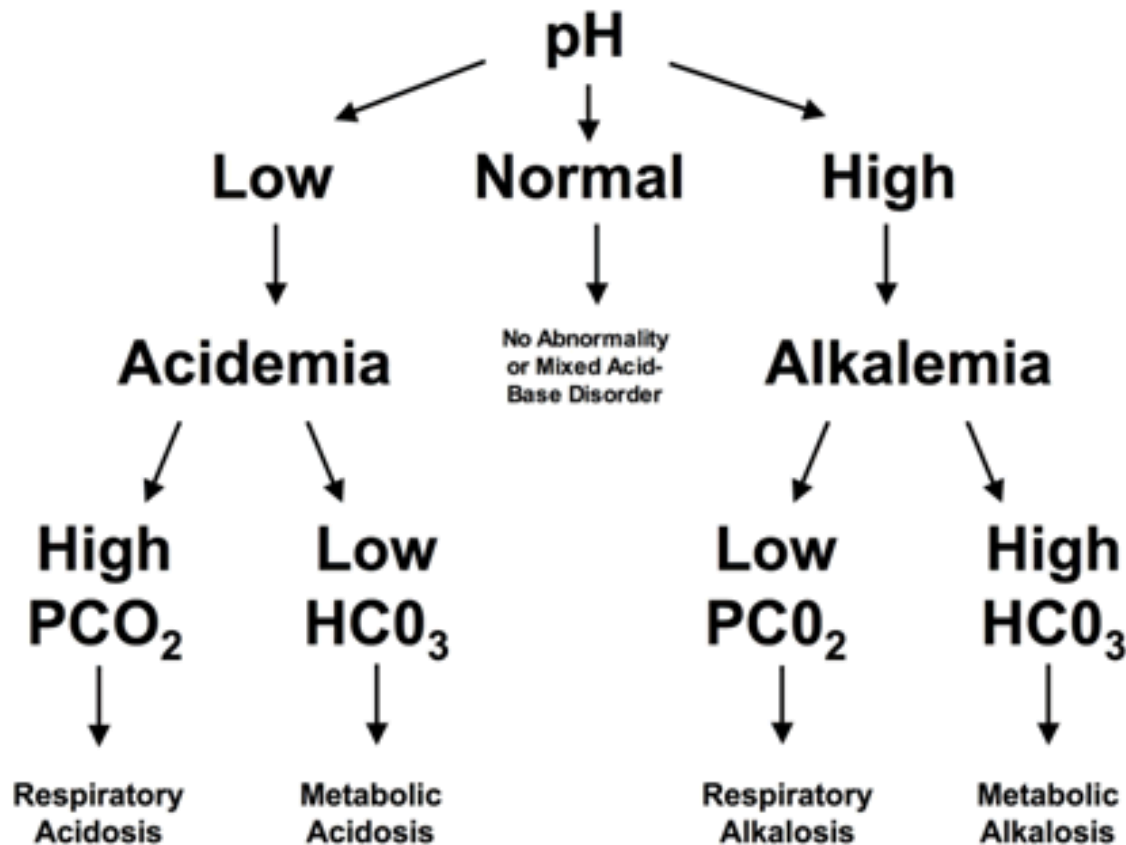 pH
Low
Normal
High
Acidemia
No Abnormality
or Mixed Acid-
Base Disorder
Alkalemia
High
PCO₂
Low
HC0₃
Low
PC0₂
High
HC0₃
Respiratory
Acidosis
Metabolic
Acidosis
Respiratory
Alkalosis
Metabolic
Alkalosis